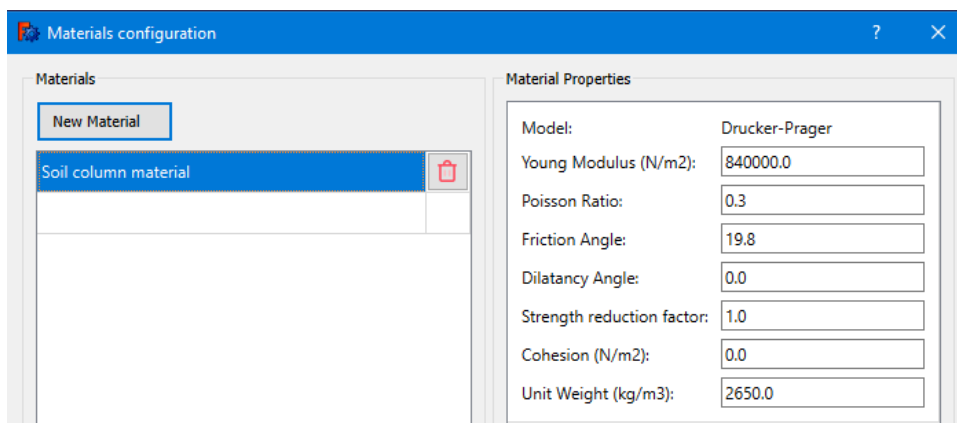 Materials configuration ? ×
Materials
New Material
Soil column material
Material Properties
Model: Drucker-Prager
Young Modulus (N/m2): 840000.0
Poisson Ratio: 0.3
Friction Angle: 19.8
Dilatancy Angle: 0.0
Strength reduction factor: 1.0
Cohesion (N/m2): 0.0
Unit Weight (kg/m3): 2650.0